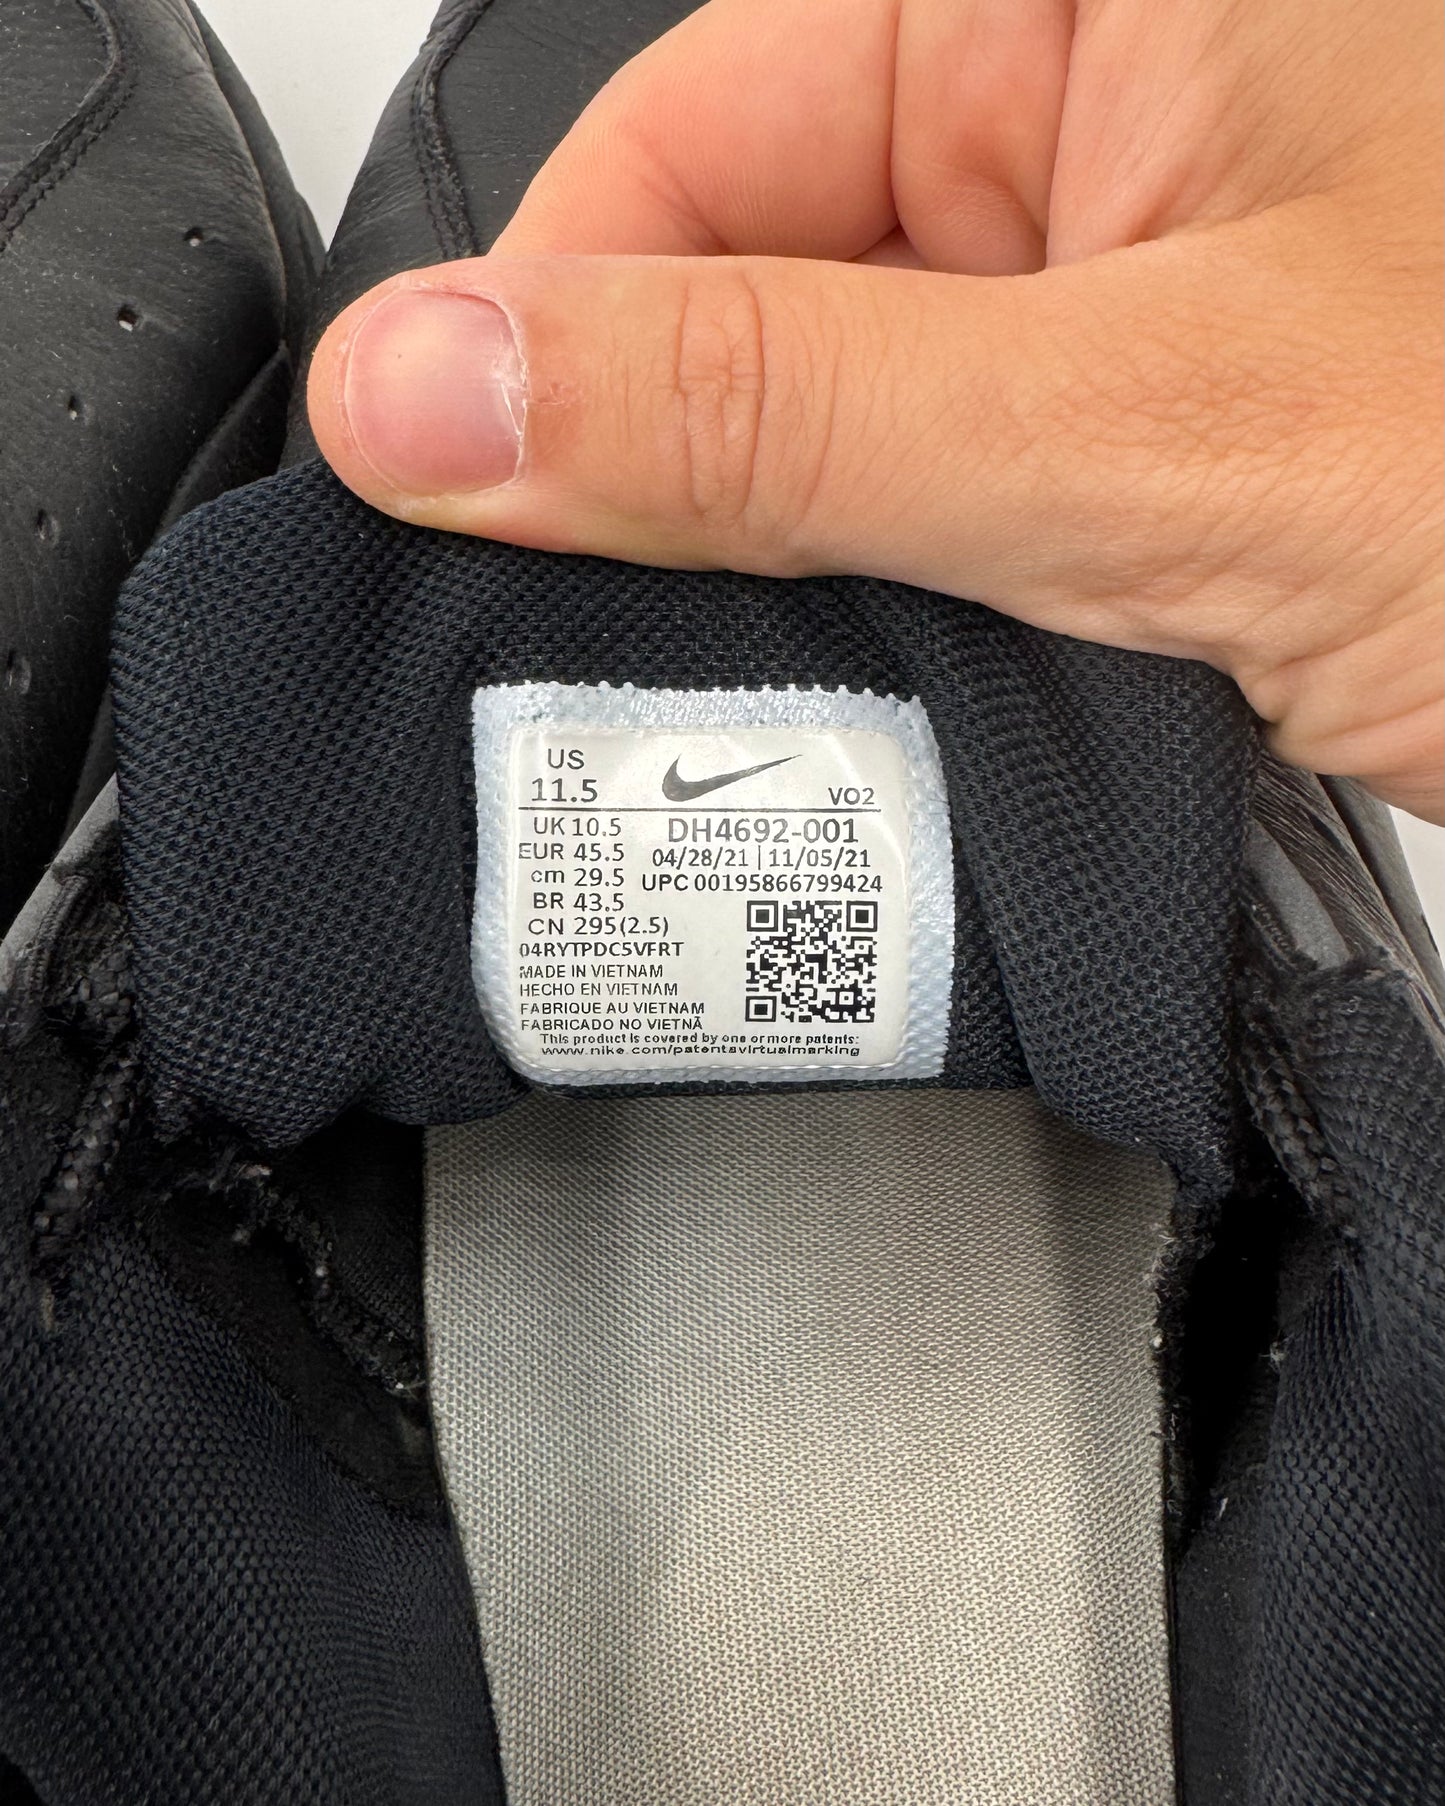 US
11.5
VO2
UK 10.5
DH4692-001
EUR 45.5
04/28/21 | 11/05/21
cm 29.5
UPC 00195866799424
BR 43.5
CN 295(2.5)
04RYTPDC5VFRT
MADE IN VIETNAM
HECHO EN VIETNAM
FABRIQUE AU VIETNAM
FABRICADO NO VIETNÃ
This product is covered by one or more patents:
www.nike.com/patentsvirtualmarking